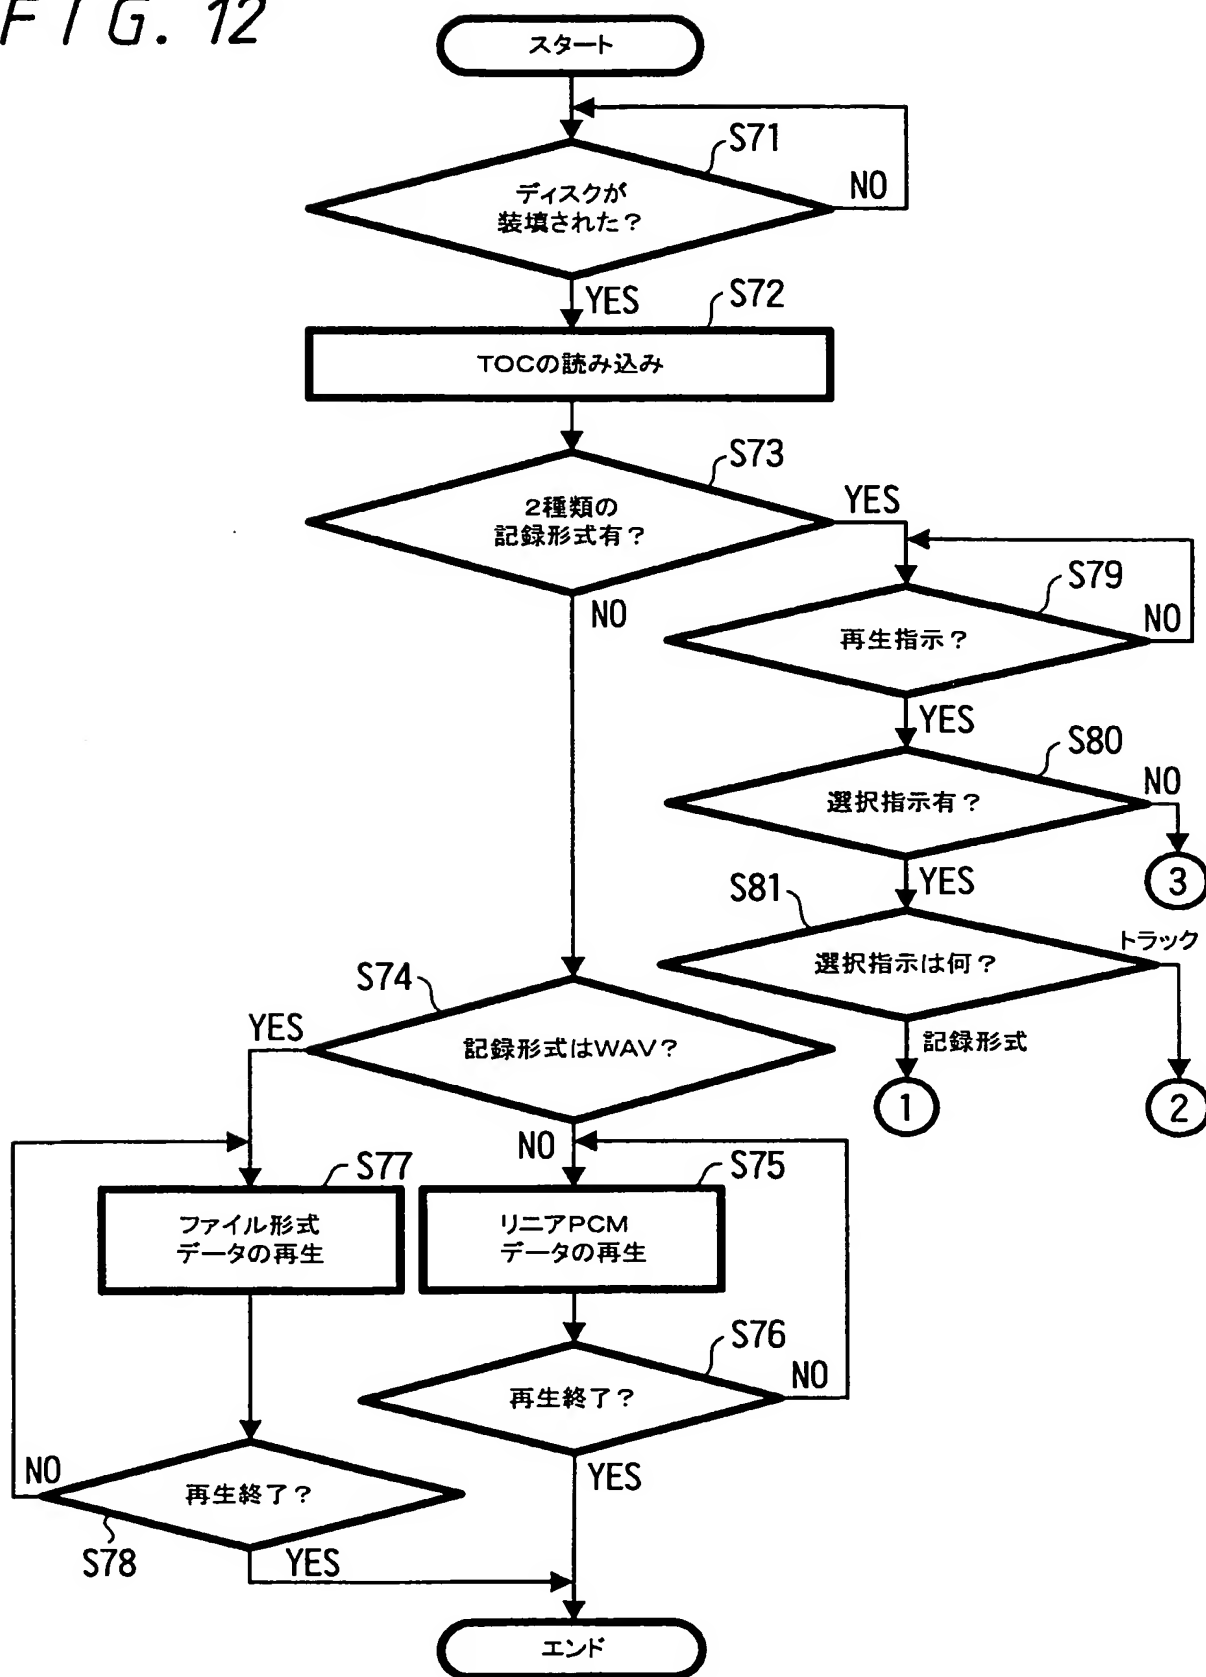 FIG. 12
スタート
S71
ディスクが
装填された?
NO
YES
S72
TOCの読み込み
S73
2種類の
記録形式有?
YES
NO
S79
再生指示?
NO
YES
S80
選択指示有?
NO
3
YES
S81
選択指示は何?
トラック
記録形式
1
2
S74
記録形式はWAV?
YES
NO
S77
ファイル形式
データの再生
S75
リニアPCM
データの再生
S76
再生終了?
NO
YES
再生終了?
NO
S78
YES
エンド